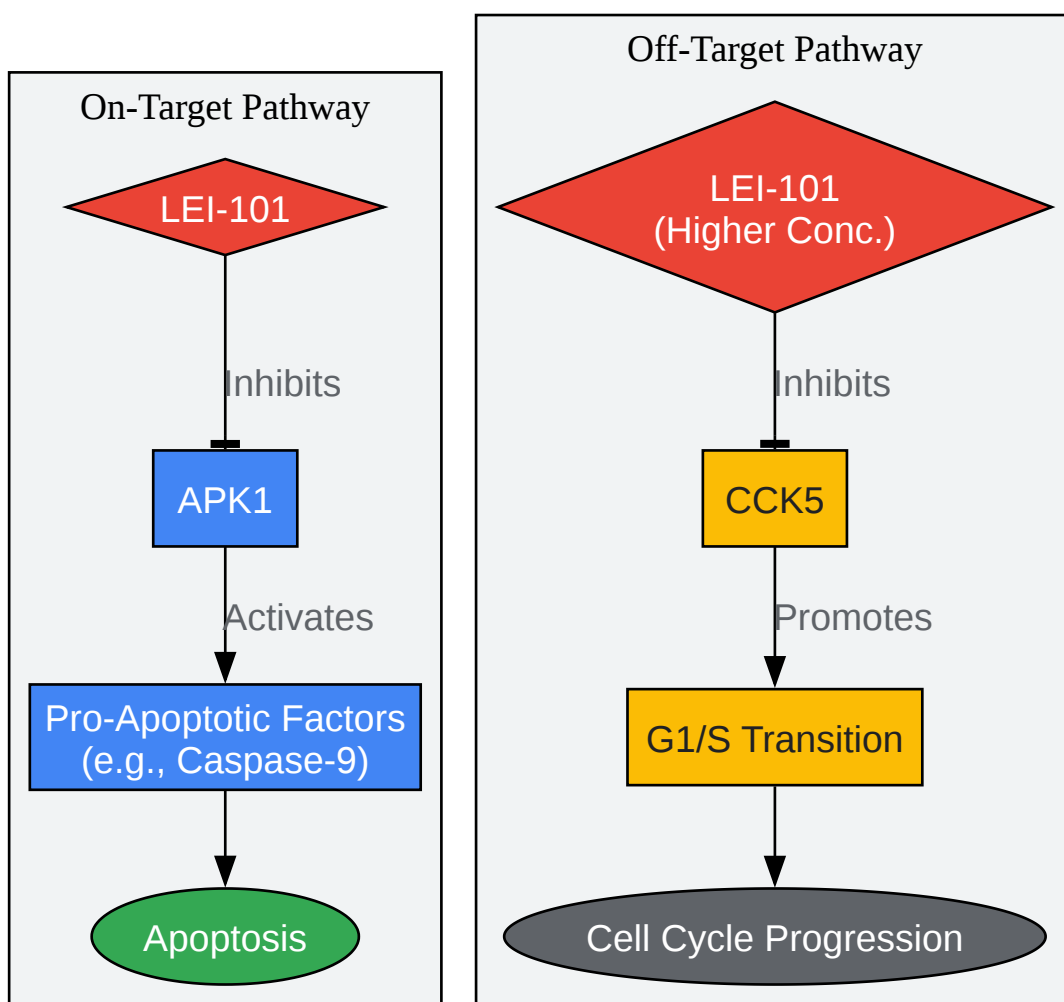 On-Target Pathway
LEI-101
Inhibits
APK1
Activates
Pro-Apoptotic Factors
(e.g., Caspase-9)
Apoptosis
Off-Target Pathway
LEI-101
(Higher Conc.)
Inhibits
CCK5
Promotes
G1/S Transition
Cell Cycle Progression